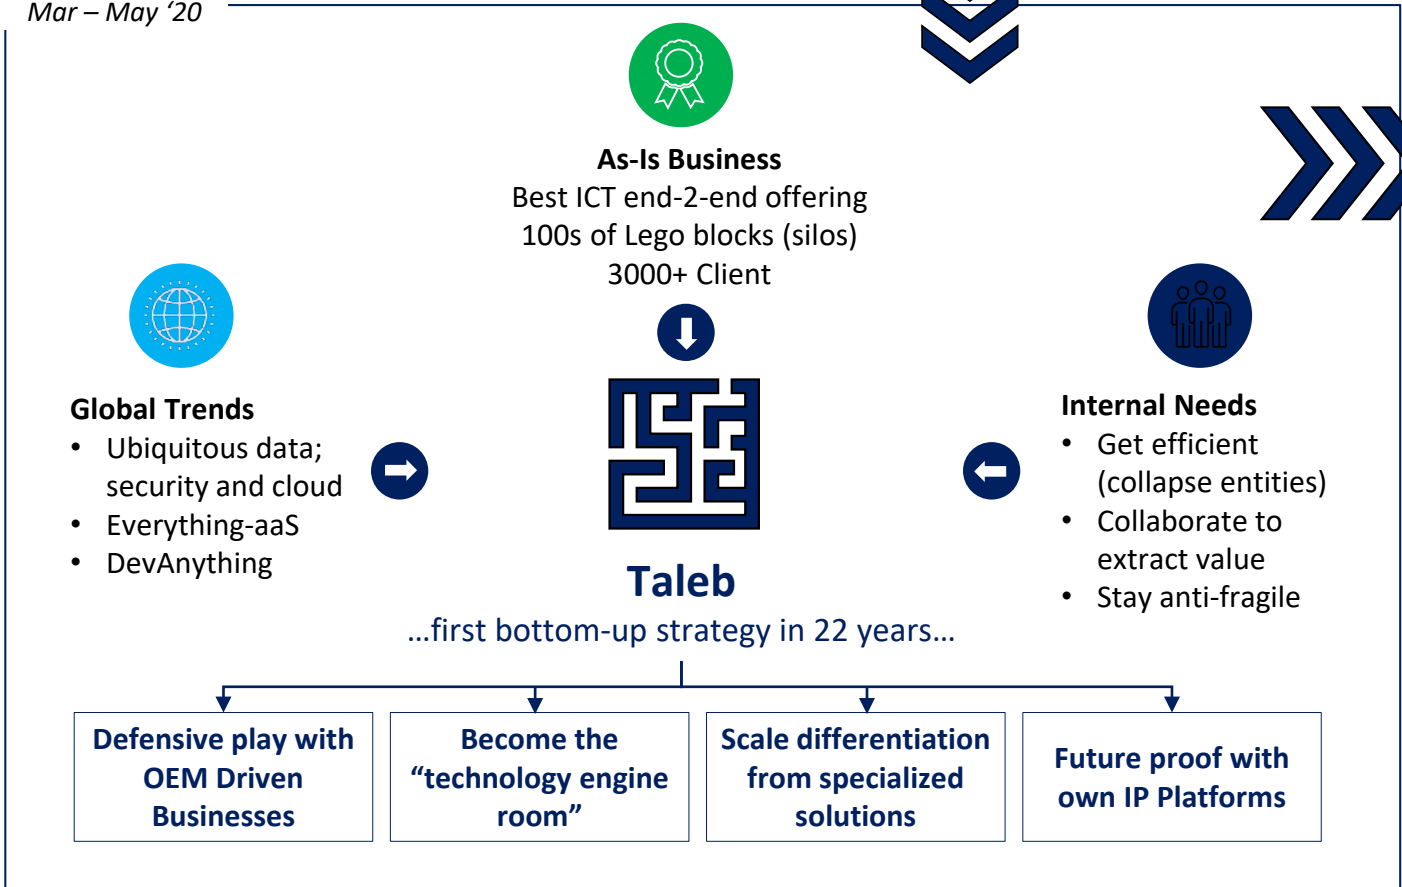 Mar – May ‘20
As-Is Business
Best ICT end-2-end offering
100s of Lego blocks (silos)
3000+ Client
Global Trends
• Ubiquitous data;
security and cloud
• Everything-aaS
• DevAnything
Internal Needs
• Get efficient
(collapse entities)
• Collaborate to
extract value
• Stay anti-fragile
Taleb
...first bottom-up strategy in 22 years...
Defensive play with
OEM Driven
Businesses
Become the
“technology engine
room”
Scale differentiation
from specialized
solutions
Future proof with
own IP Platforms